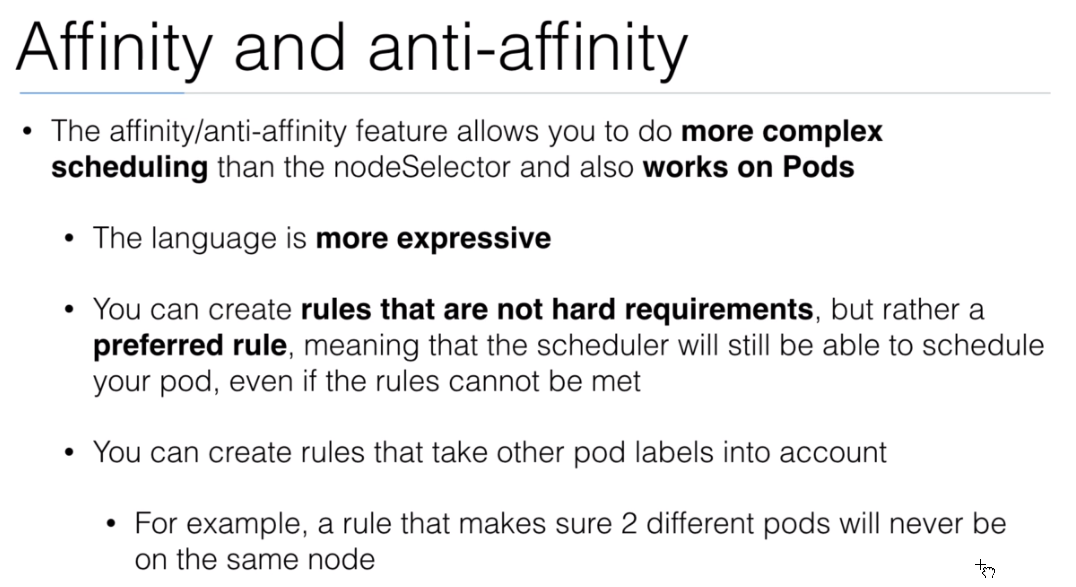 Affinity and anti-affinity
• The affinity/anti-affinity feature allows you to do more complex
scheduling than the nodeSelector and also works on Pods
• The language is more expressive
• You can create rules that are not hard requirements, but rather a
preferred rule, meaning that the scheduler will still be able to schedule
your pod, even if the rules cannot be met
• You can create rules that take other pod labels into account
• For example, a rule that makes sure 2 different pods will never be
on the same node